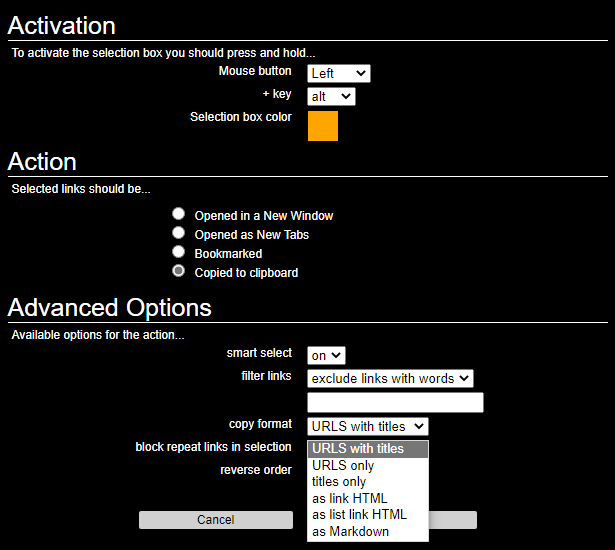 Activation
To activate the selection box you should press and hold...
Mouse button Left
+ key alt
Selection box color
Action
Selected links should be...
Opened in a New Window
Opened as New Tabs
Bookmarked
Copied to clipboard
Advanced Options
Available options for the action...
smart select on
filter links exclude links with words
copy format URLS with titles
block repeat links in selection URLS with titles
URLS only
reverse order titles only
as link HTML
as list link HTML
Cancel as Markdown